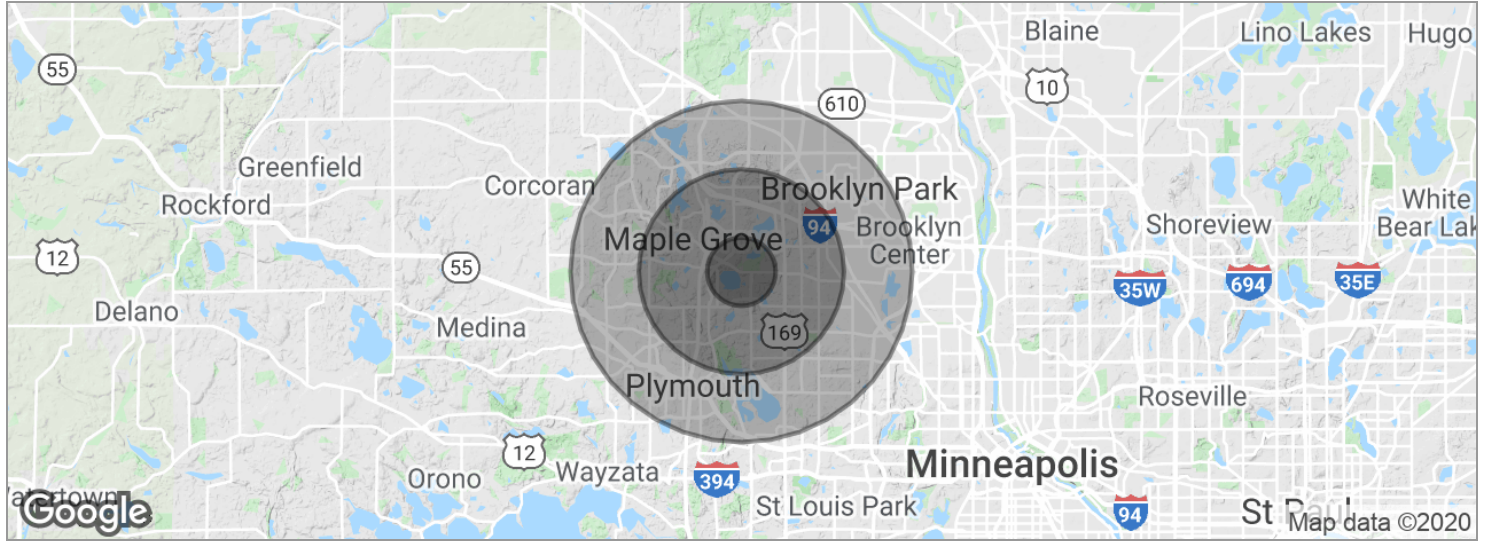 Blaine
Lino Lakes
Hugo
55
10
610
Greenfield
Corcoran
Brooklyn Park
Rockford
White
Bear Lak
94
Brooklyn
Center
Shoreview
Maple Grove
12
55
35W
694
35E
Delano
Medina
169
Plymouth
Roseville
12
Minneapolis
Orono
Wayzata
394
St Louis Park
94
St Paul
Google
Map data ©2020